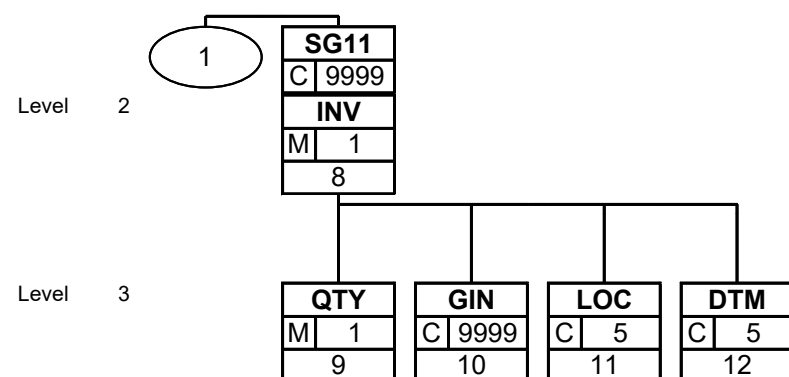 1
SG11
C 9999
Level 2
INV
M 1
8
Level 3
QTY GIN LOC DTM
M 1 C 9999 C 5 C 5
9 10 11 12